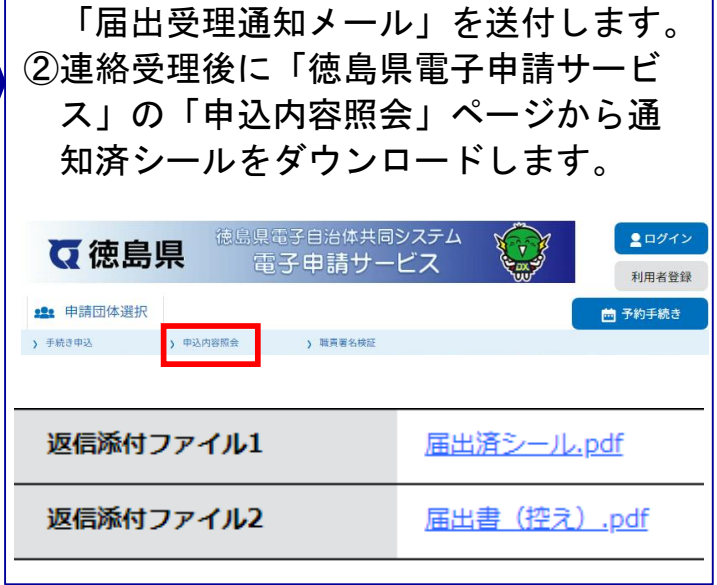 「届出受理通知メール」を送付します。
②連絡受理後に「徳島県電子申請サービ
ス」の「申込内容照会」ページから通
知済シールをダウンロードします。
徳島県
徳島県電子自治体共同システム
電子申請サービス
DX
ログイン
利用者登録
申請団体選択
予約手続き
手続き申込
申込内容照会
職責署名検証
返信添付ファイル1
届出済シール.pdf
返信添付ファイル2
届出書（控え）.pdf